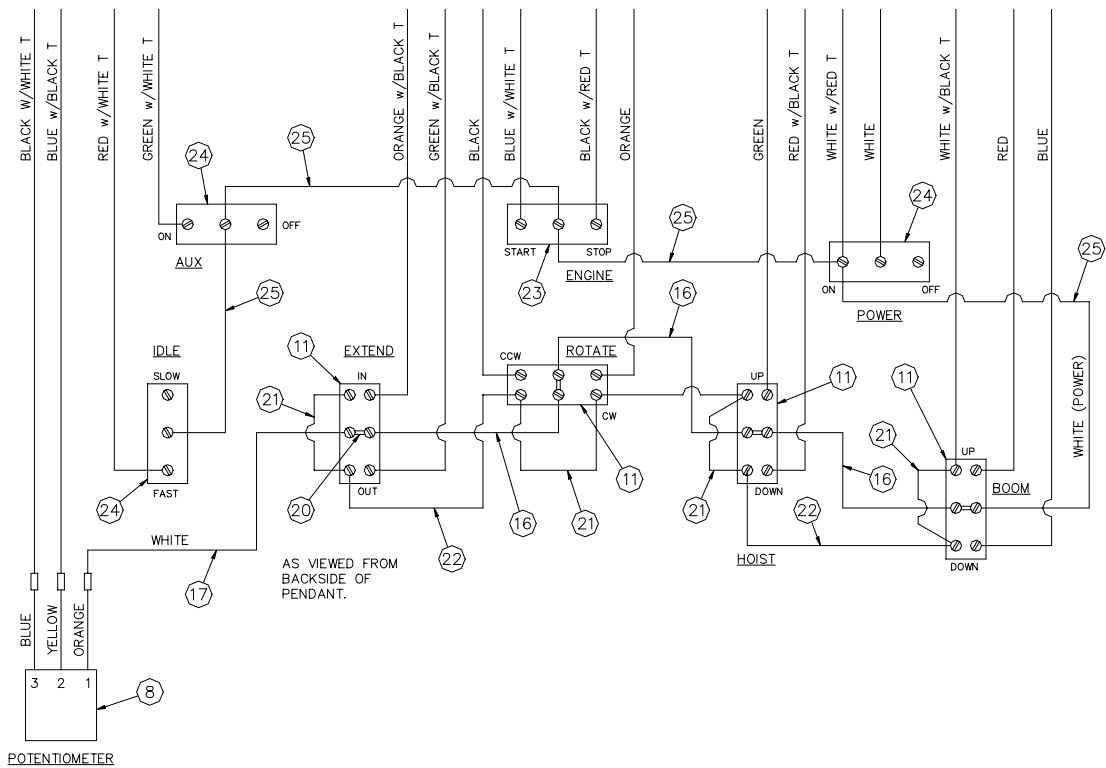 BLACK w/WHITE T
BLUE w/BLACK T
RED w/WHITE T
GREEN w/WHITE T
ORANGE w/BLACK T
GREEN w/BLACK T
BLACK
BLUE w/WHITE T
BLACK w/RED T
ORANGE
GREEN
RED w/BLACK T
WHITE w/RED T
WHITE
WHITE w/BLACK T
RED
BLUE
24
25
ON
OFF
AUX
START
STOP
ENGINE
23
25
24
ON
OFF
POWER
25
25
16
IDLE
SLOW
FAST
24
11
EXTEND
IN
OUT
21
20
CCW
ROTATE
CW
11
16
21
22
UP
11
DOWN
21
HOIST
16
22
11
21
UP
BOOM
DOWN
WHITE (POWER)
WHITE
17
AS VIEWED FROM
BACKSIDE OF
PENDANT.
BLUE
YELLOW
ORANGE
3 2 1
8
POTENTIOMETER